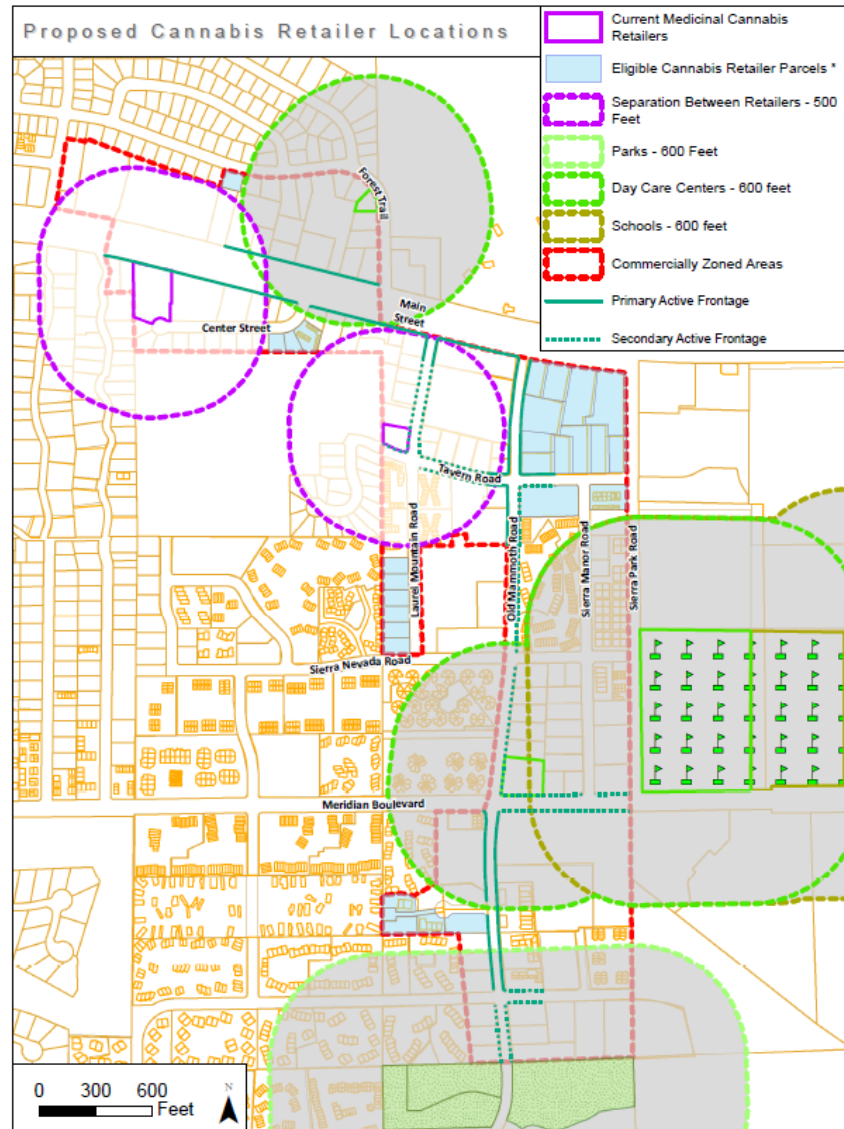 Proposed Cannabis Retailer Locations
Current Medicinal Cannabis
Retailers
Eligible Cannabis Retailer Parcels *
Separation Between Retailers - 500
Feet
Parks - 600 Feet
Day Care Centers - 600 feet
Schools - 600 feet
Commercially Zoned Areas
Primary Active Frontage
Secondary Active Frontage
Forest Trail
Main
Street
Center Street
Tavern Road
Laurel Mountain Road
Old Mammoth Road
Sierra Manor Road
Sierra Park Road
Sierra Nevada Road
Meridian Boulevard
0 300 600
Feet
N